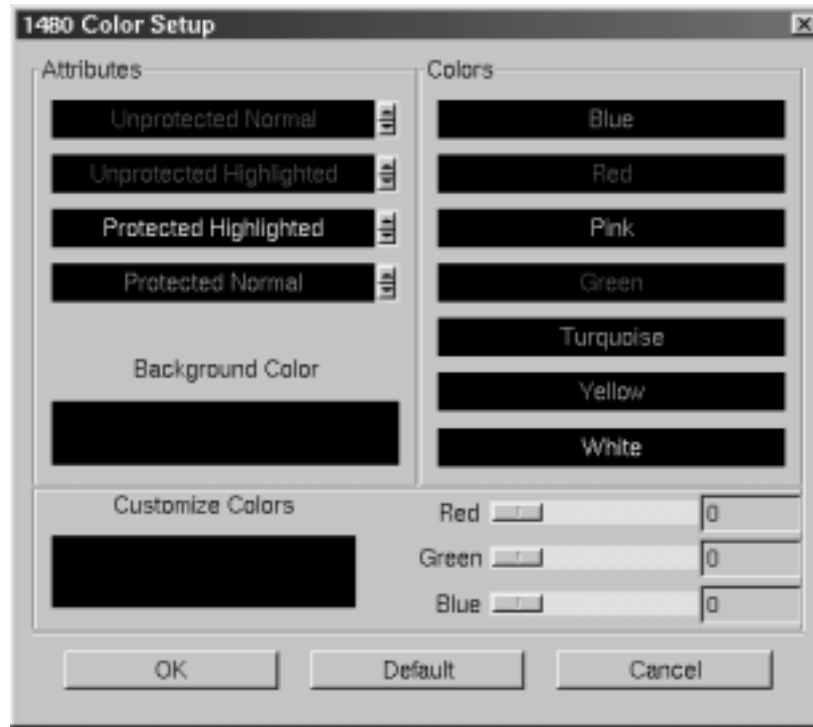 1480 Color Setup
Attributes
Unprotected Normal
Unprotected Highlighted
Protected Highlighted
Protected Normal
Background Color
Colors
Blue
Red
Pink
Green
Turquoise
Yellow
White
Customize Colors
Red 0
Green 0
Blue 0
OK
Default
Cancel